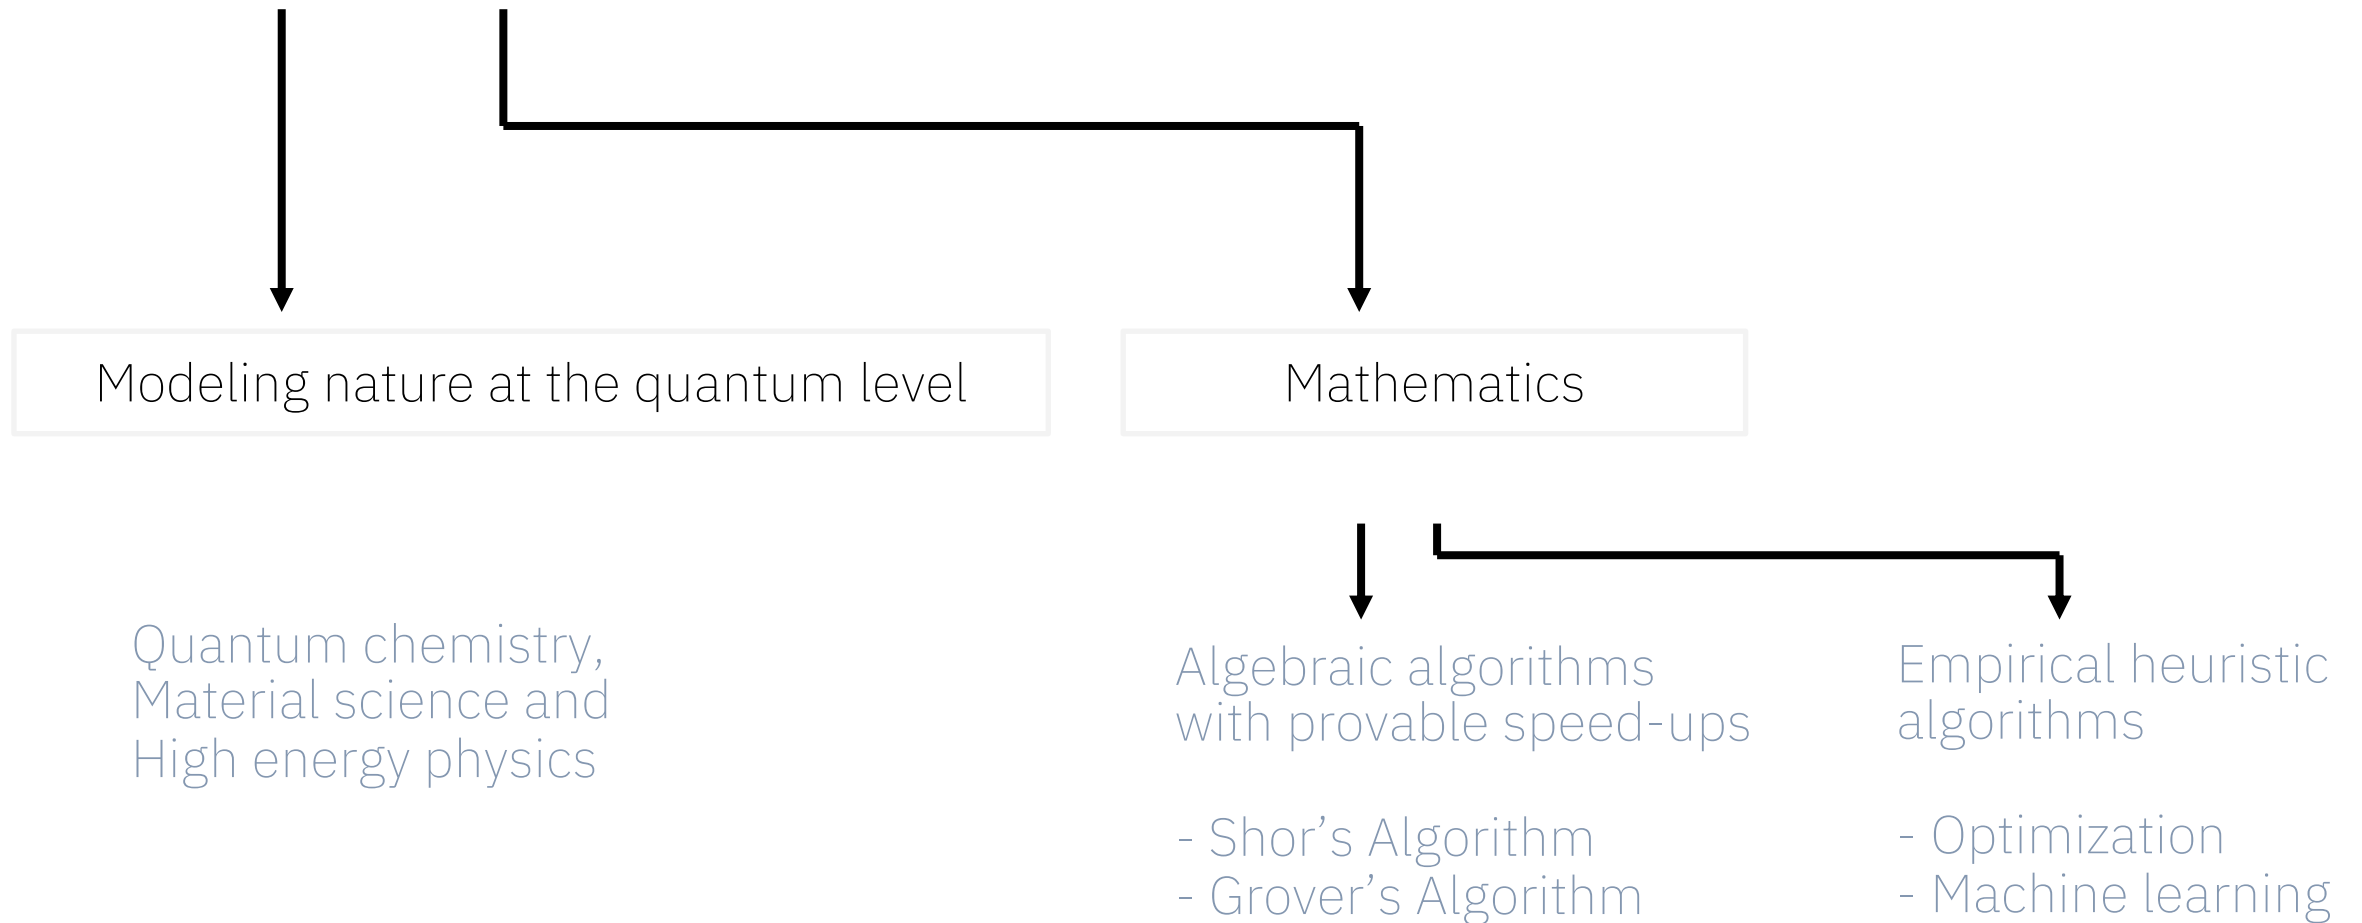 Modeling nature at the quantum level
Mathematics
Quantum chemistry,
Material science and
High energy physics
Algebraic algorithms
with provable speed-ups
- Shor’s Algorithm
- Grover’s Algorithm
Empirical heuristic
algorithms
- Optimization
- Machine learning